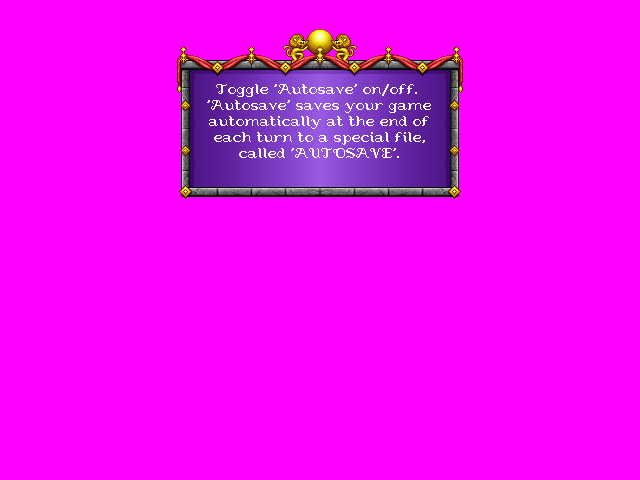 Toggle 'Autosave' on/off.
'Autosave' saves your game
automatically at the end of
each turn to a special file,
called 'AUTOSAVE'.